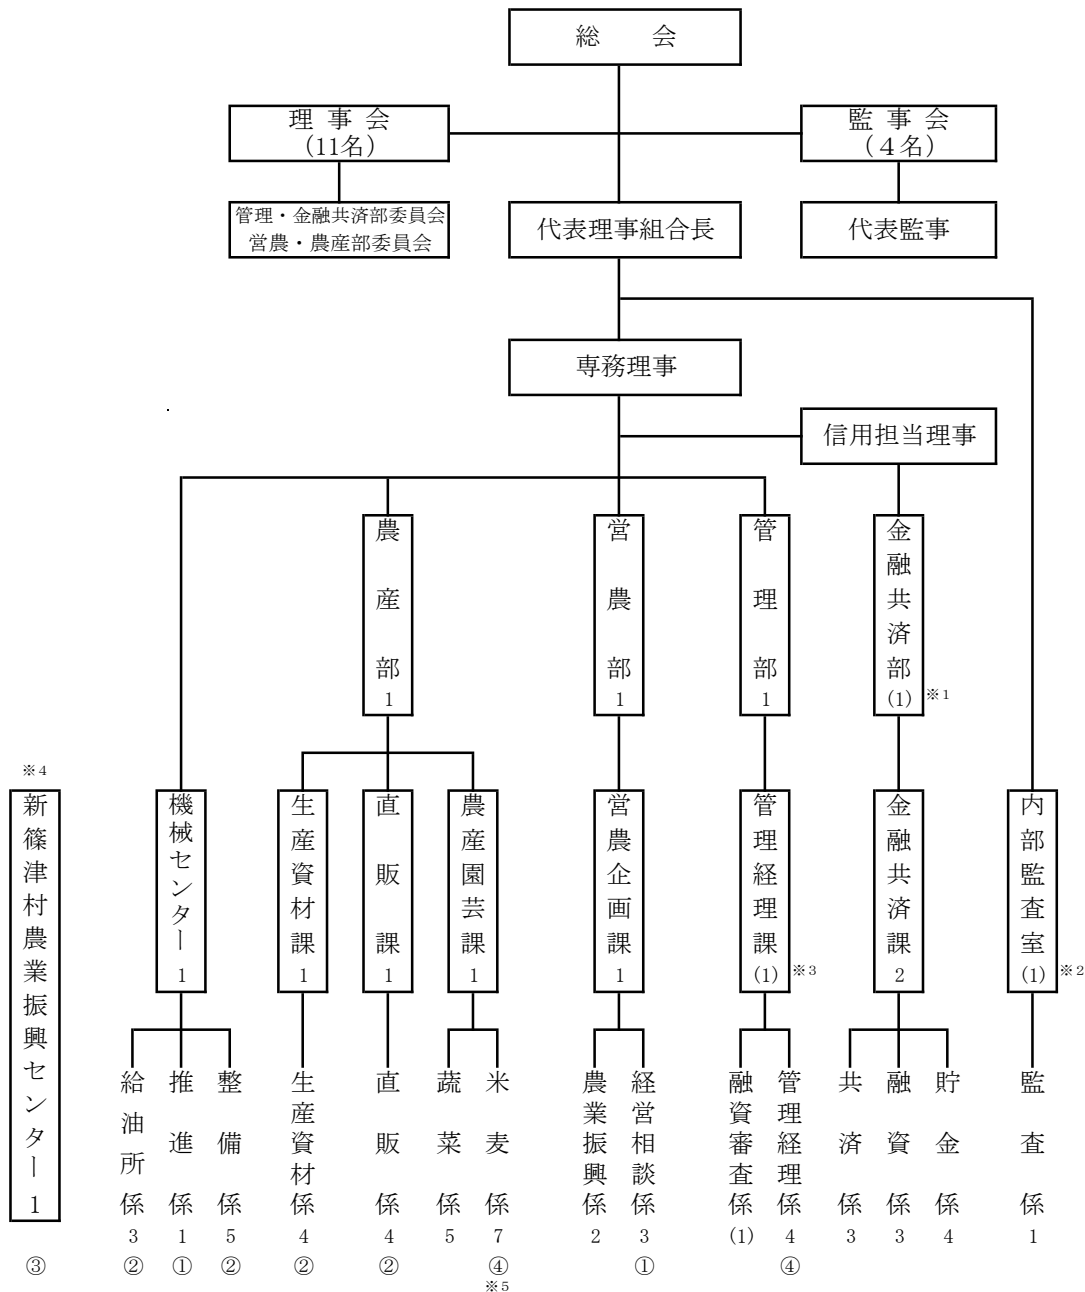 総　　会
理 事 会
(11名)
監 事 会
(４名)
管理・金融共済部委員会
営農・農産部委員会
代表理事組合長
代表監事
専務理事
信用担当理事
農産部 1
営農部 1
管理部 1
金融共済部 (1) ※1
※4
新篠津村農業振興センター 1
③
機械センター 1
生産資材課 1
直販課 1
農産園芸課 1
営農企画課 1
管理経理課 (1) ※3
金融共済課 2
内部監査室 (1) ※2
給油所係 3 ②
推進係 1 ①
整備係 5 ②
生産資材係 4 ②
直販係 4 ②
蔬菜係 5
米麦係 7 ④ ※5
農業振興係 2
経営相談係 3 ①
融資審査係 (1)
管理経理係 4 ④
共済係 3
融資係 3
貯金係 4
監査係 1